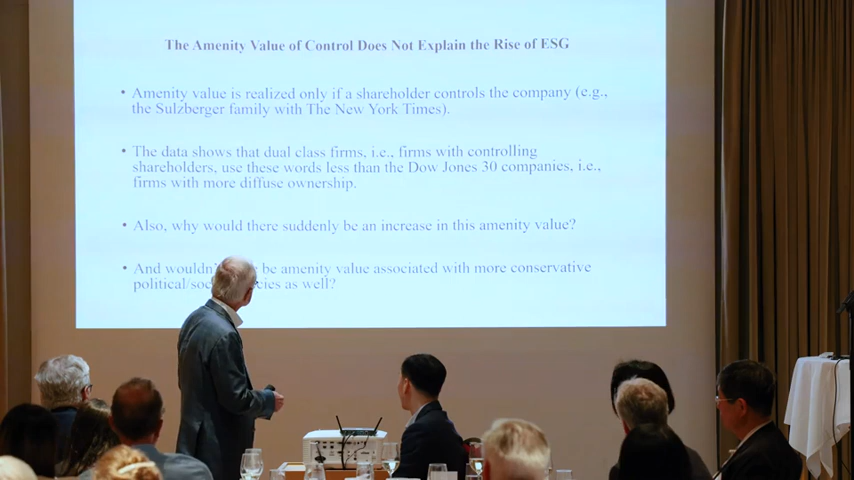 The Amenity Value of Control Does Not Explain the Rise of ESG
• Amenity value is realized only if a shareholder controls the company (e.g.,
the Sulzberger family with The New York Times).
• The data shows that dual class firms, i.e., firms with controlling
shareholders, use these words less than the Dow Jones 30 companies, i.e.,
firms with more diffuse ownership.
• Also, why would there suddenly be an increase in this amenity value?
• And be amenity value associated with more conservative
as well?